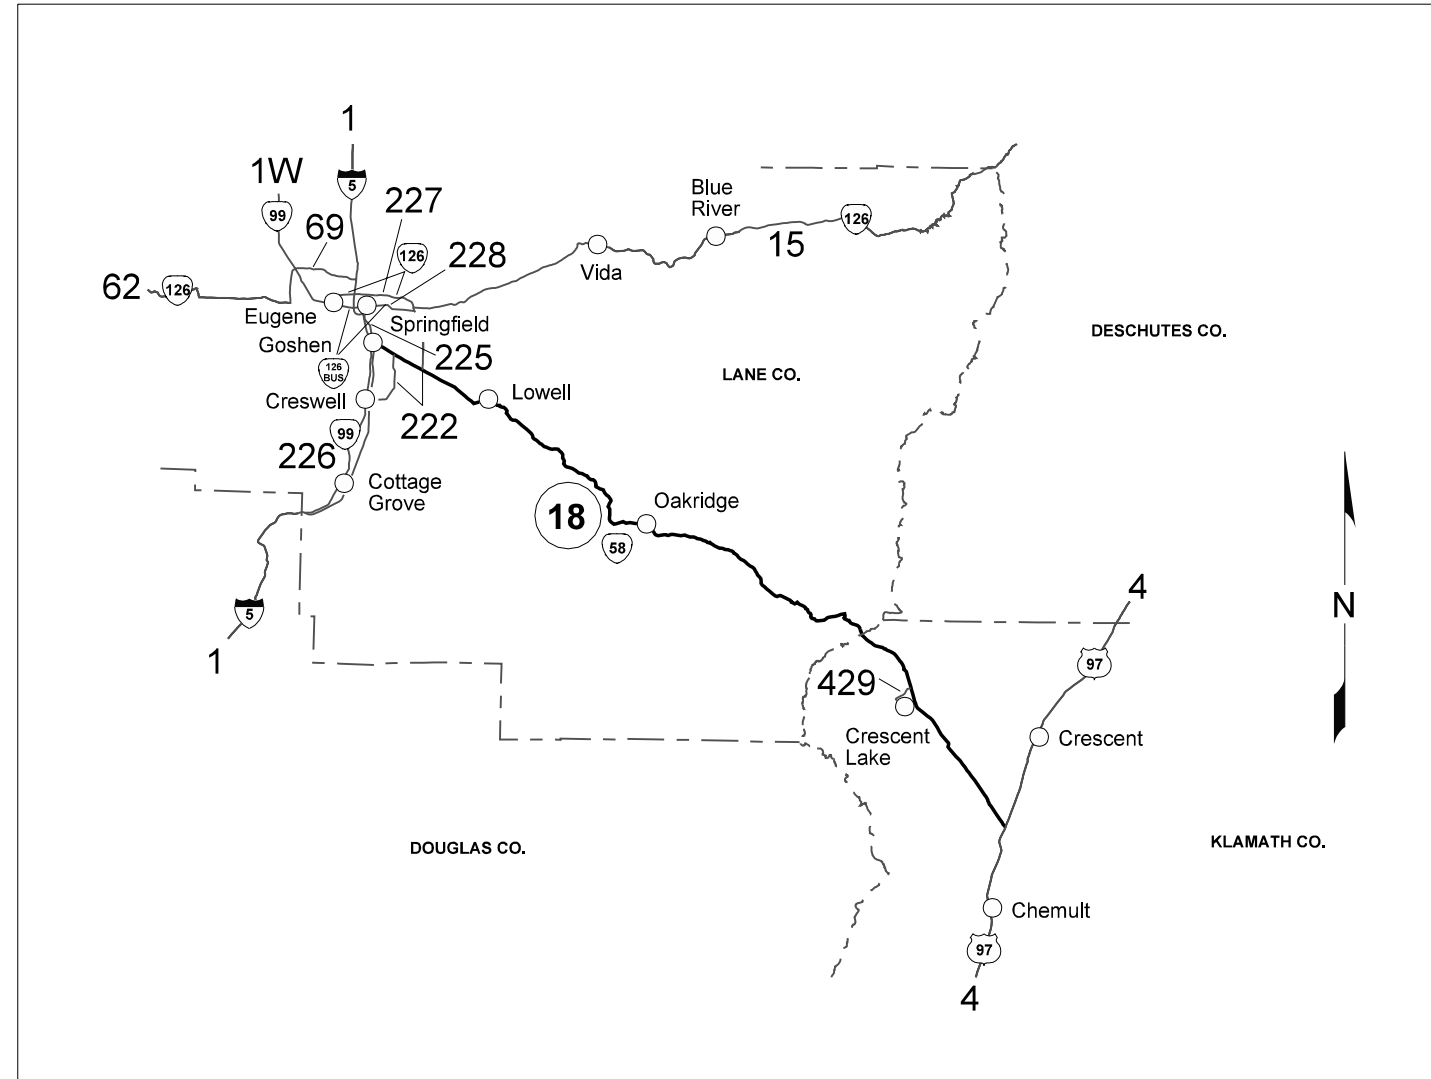 1
1W
5
227
Blue
River
99
69
126
228
126
15
Vida
62
126
Eugene
Springfield
DESCHUTES CO.
Goshen
225
126
BUS.
LANE CO.
Creswell
Lowell
222
99
226
Cottage
Grove
Oakridge
18
58
4
N
5
1
97
429
Crescent
Lake
Crescent
DOUGLAS CO.
KLAMATH CO.
Chemult
97
4